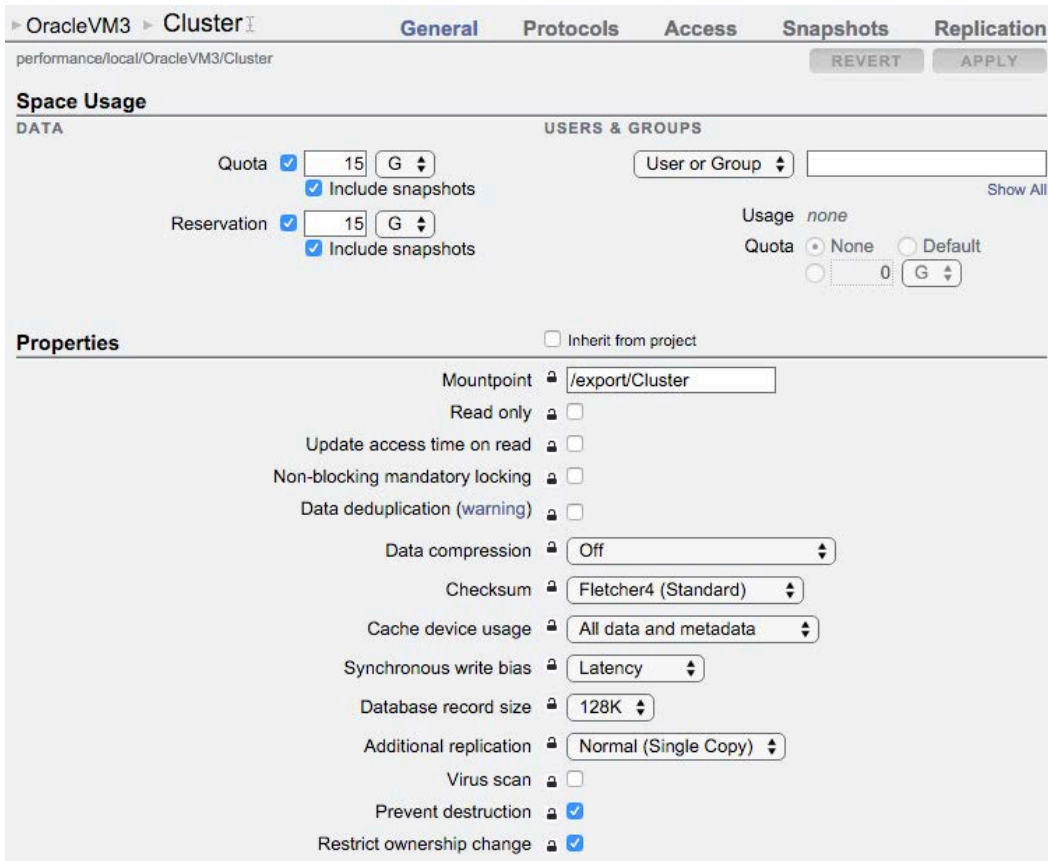 OracleVM3 Cluster General Protocols Access Snapshots Replication
performance/local/OracleVM3/Cluster REVERT APPLY
Space Usage
DATA USERS & GROUPS
Quota 15 G User or Group
Include snapshots Show All
Reservation 15 G Usage none
Include snapshots Quota None Default
0 G
Properties Inherit from project
Mountpoint /export/Cluster
Read only
Update access time on read
Non-blocking mandatory locking
Data deduplication (warning)
Data compression Off
Checksum Fletcher4 (Standard)
Cache device usage All data and metadata
Synchronous write bias Latency
Database record size 128K
Additional replication Normal (Single Copy)
Virus scan
Prevent destruction
Restrict ownership change